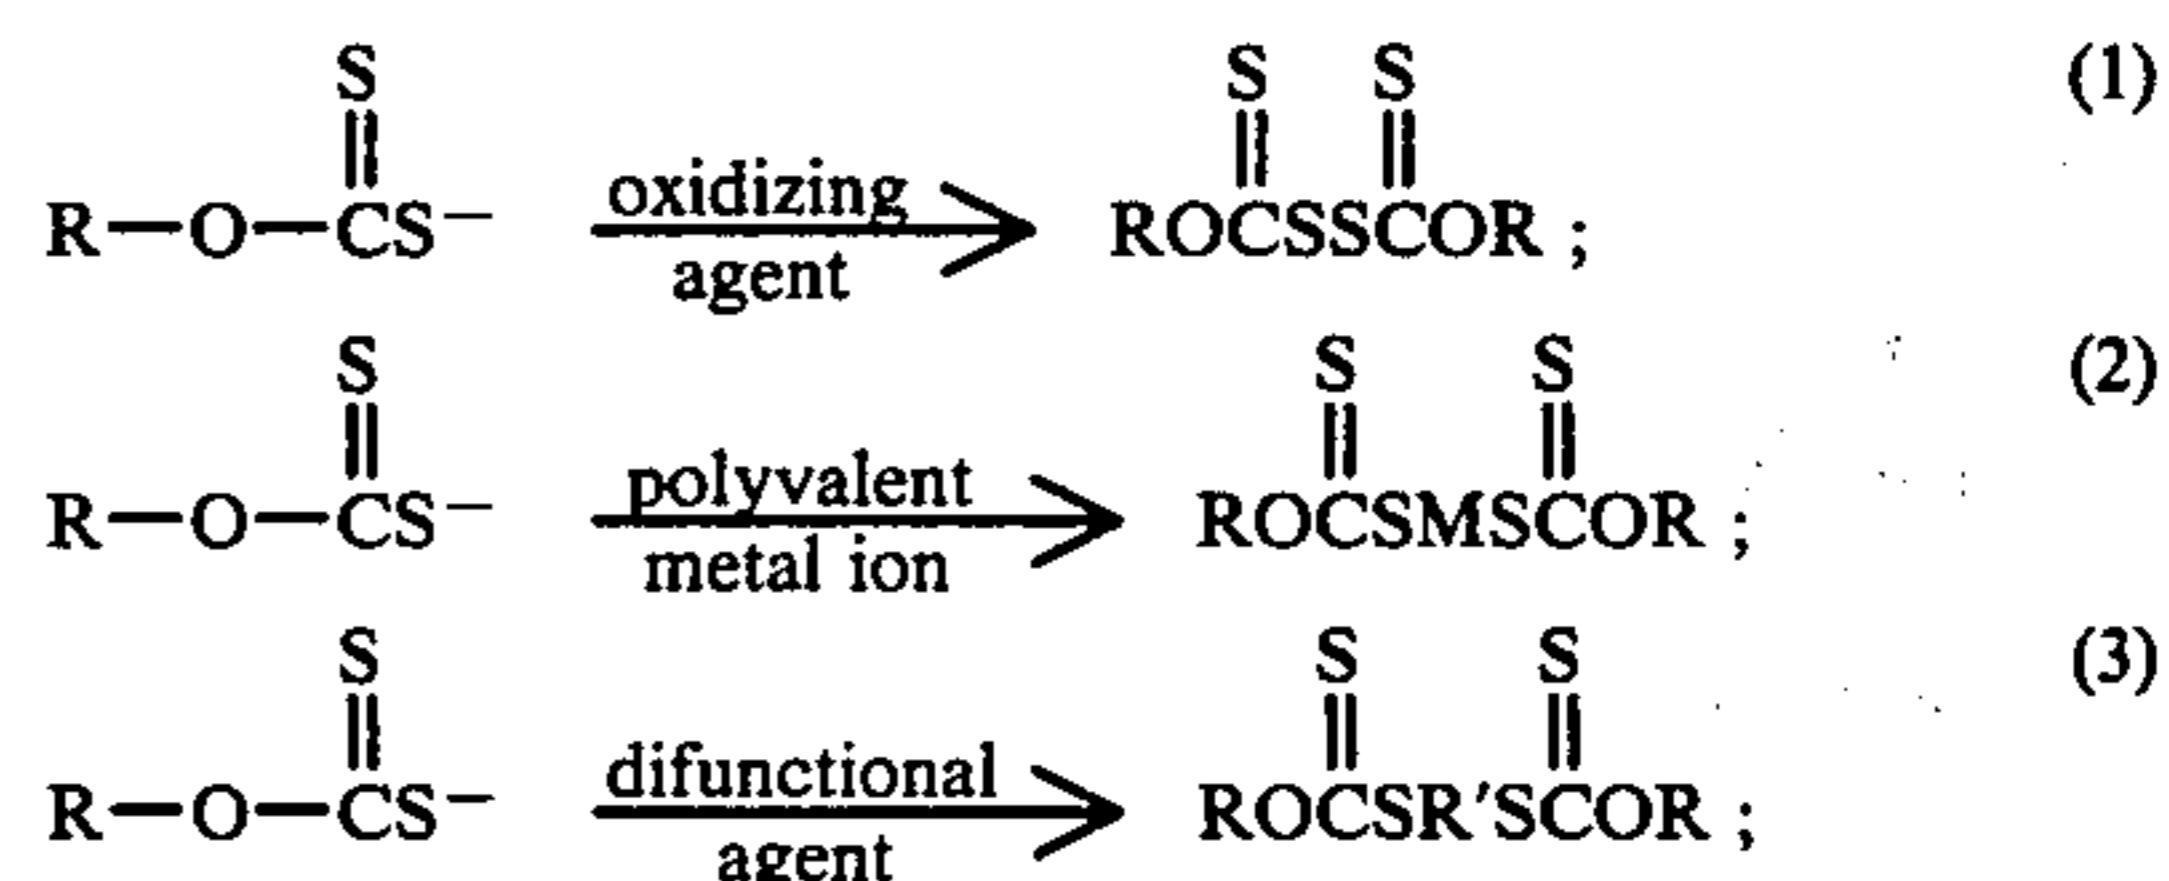 S S S (1)
R—O—CS− oxidizing agent ROCSSCOR ;
S S S (2)
R—O—CS− polyvalent metal ion ROCSMSCOR ;
S S S (3)
R—O—CS− difunctional agent ROCSR′SCOR ;